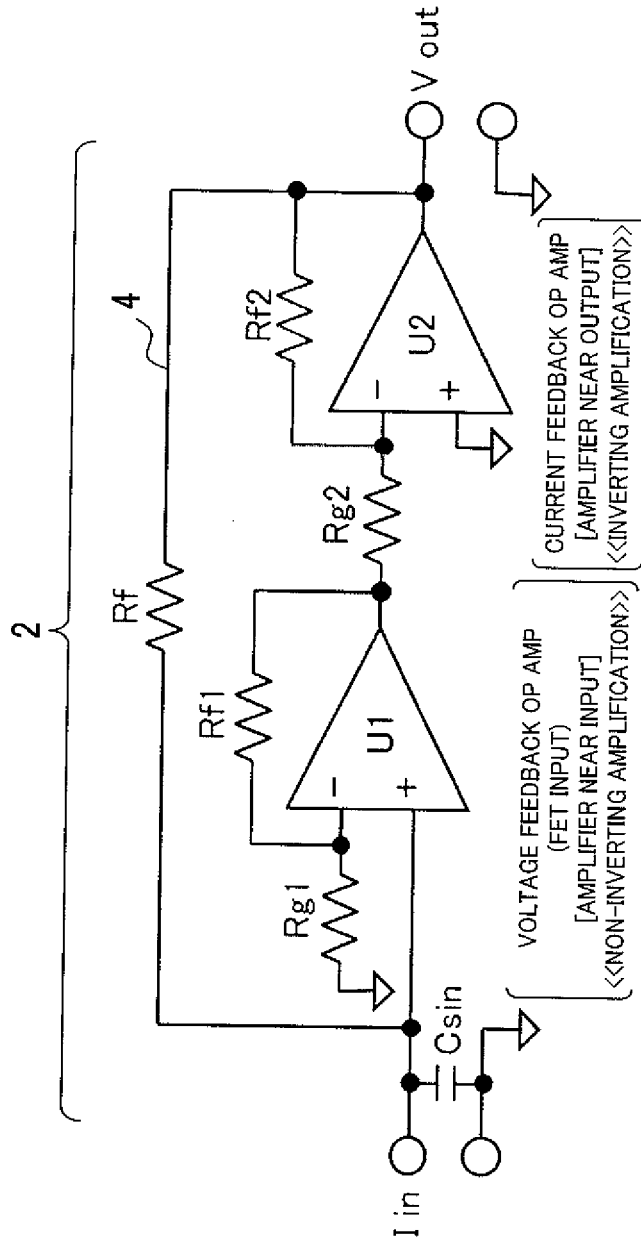 2
Rf
4
Rf1
Rf2
Rg1
Rg2
U1
U2
−
+
−
+
I in
Csin
V out
VOLTAGE FEEDBACK OP AMP
(FET INPUT)
[AMPLIFIER NEAR INPUT]
<<NON-INVERTING AMPLIFICATION>>
CURRENT FEEDBACK OP AMP
[AMPLIFIER NEAR OUTPUT]
<<INVERTING AMPLIFICATION>>